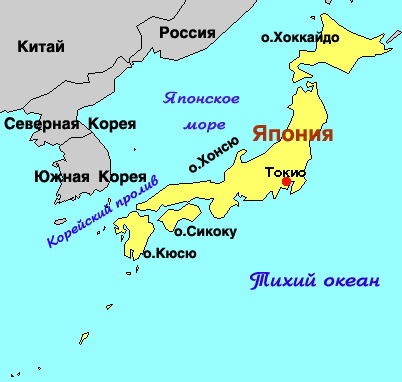 Россия
о.Хоккайдо
Китай
Японское
море
Северная Корея
Япония
о.Хонсю
Токио
Южная Корея
Корейский пролив
о.Сикоку
о.Кюсю
Тихий океан